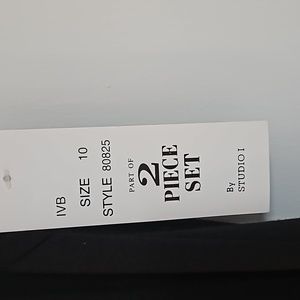 IVB
SIZE 10
STYLE 80825
PART OF
2
PIECE
SET
By
STUDIO I